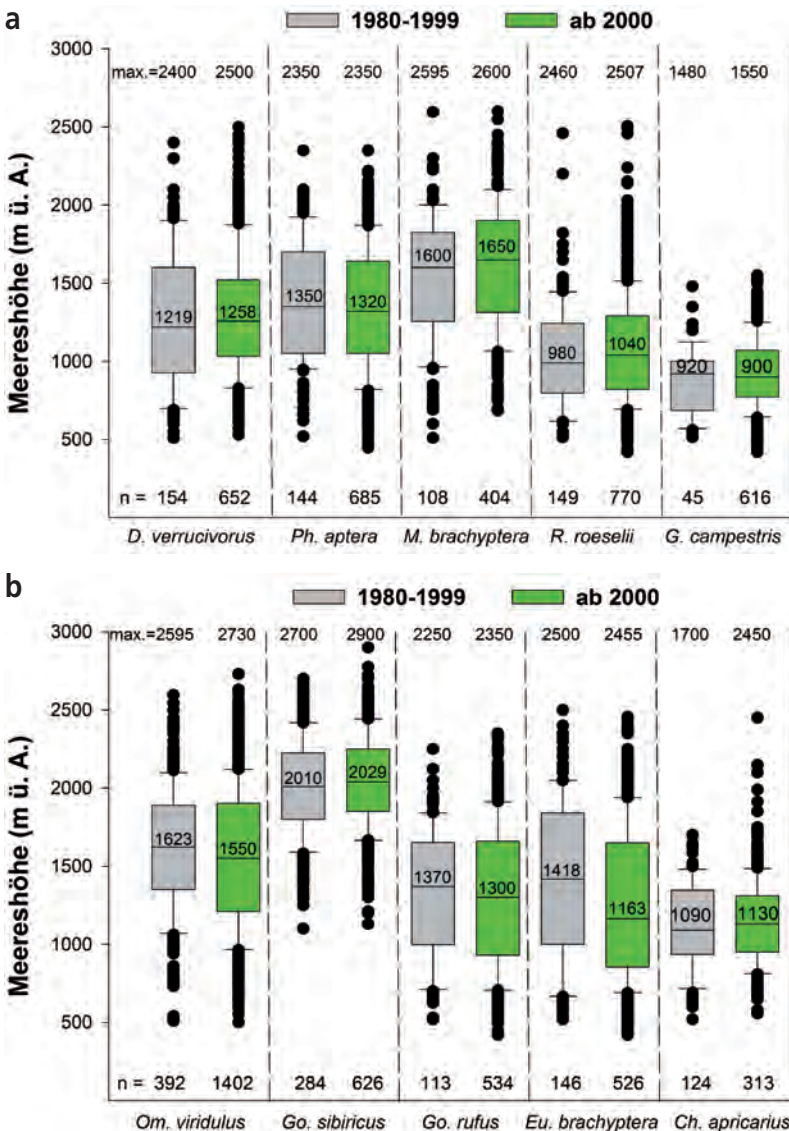 a
1980-1999 ab 2000
3000
max.=2400 2500 2350 2350 2595 2600 2460 2507 1480 1550
2500
2000
1500
1000
500
Meereshöhe (m ü. A.)
1219 1258 1350 1320 1600 1650 980 1040 920 900
n = 154 652 144 685 108 404 149 770 45 616
D. verrucivorus Ph. aptera M. brachyptera R. roeselii G. campestris
b
1980-1999 ab 2000
3000
max.=2595 2730 2700 2900 2250 2350 2500 2455 1700 2450
2500
2000
1500
1000
500
Meereshöhe (m ü. A.)
1623 1550 2010 2029 1370 1300 1418 1163 1090 1130
n = 392 1402 284 626 113 534 146 526 124 313
Om. viridulus Go. sibiricus Go. rufus Eu. brachyptera Ch. apricarius